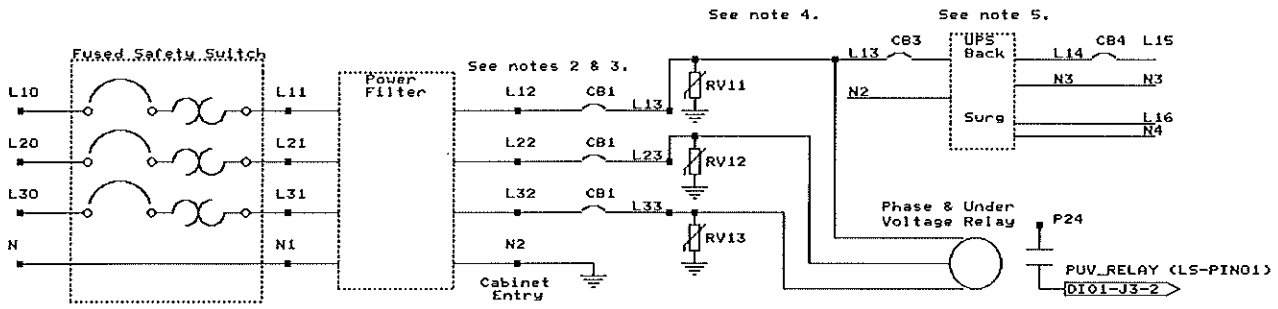 See note 4.
See note 5.
Fused Safety Switch
L10
L11
Power
Filter
See notes 2 & 3.
L12
CB1
L13
RV11
L13
CB3
UPS
Back
L14
CB4
L15
N2
N3
N3
Surg
L16
N4
L20
L21
L22
CB1
L23
RV12
L30
L31
L32
CB1
L33
RV13
Phase & Under
Voltage Relay
P24
N
N1
N2
Cabinet
Entry
PUV_RELAY (LS-PIN01)
DIO1-J3-2